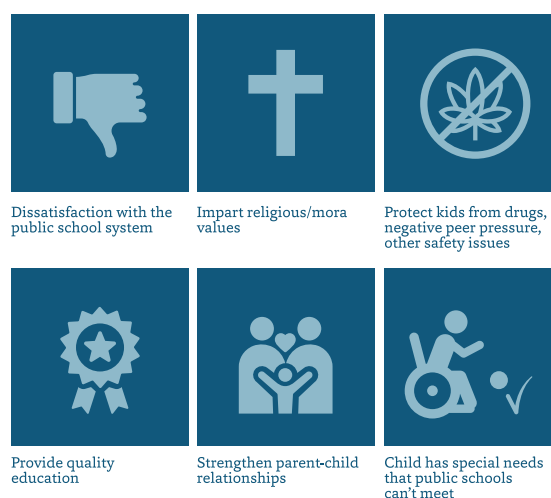 Dissatisfaction with the
public school system
Impart religious/mora
values
Protect kids from drugs,
negative peer pressure,
other safety issues
Provide quality
education
Strengthen parent-child
relationships
Child has special needs
that public schools
can't meet